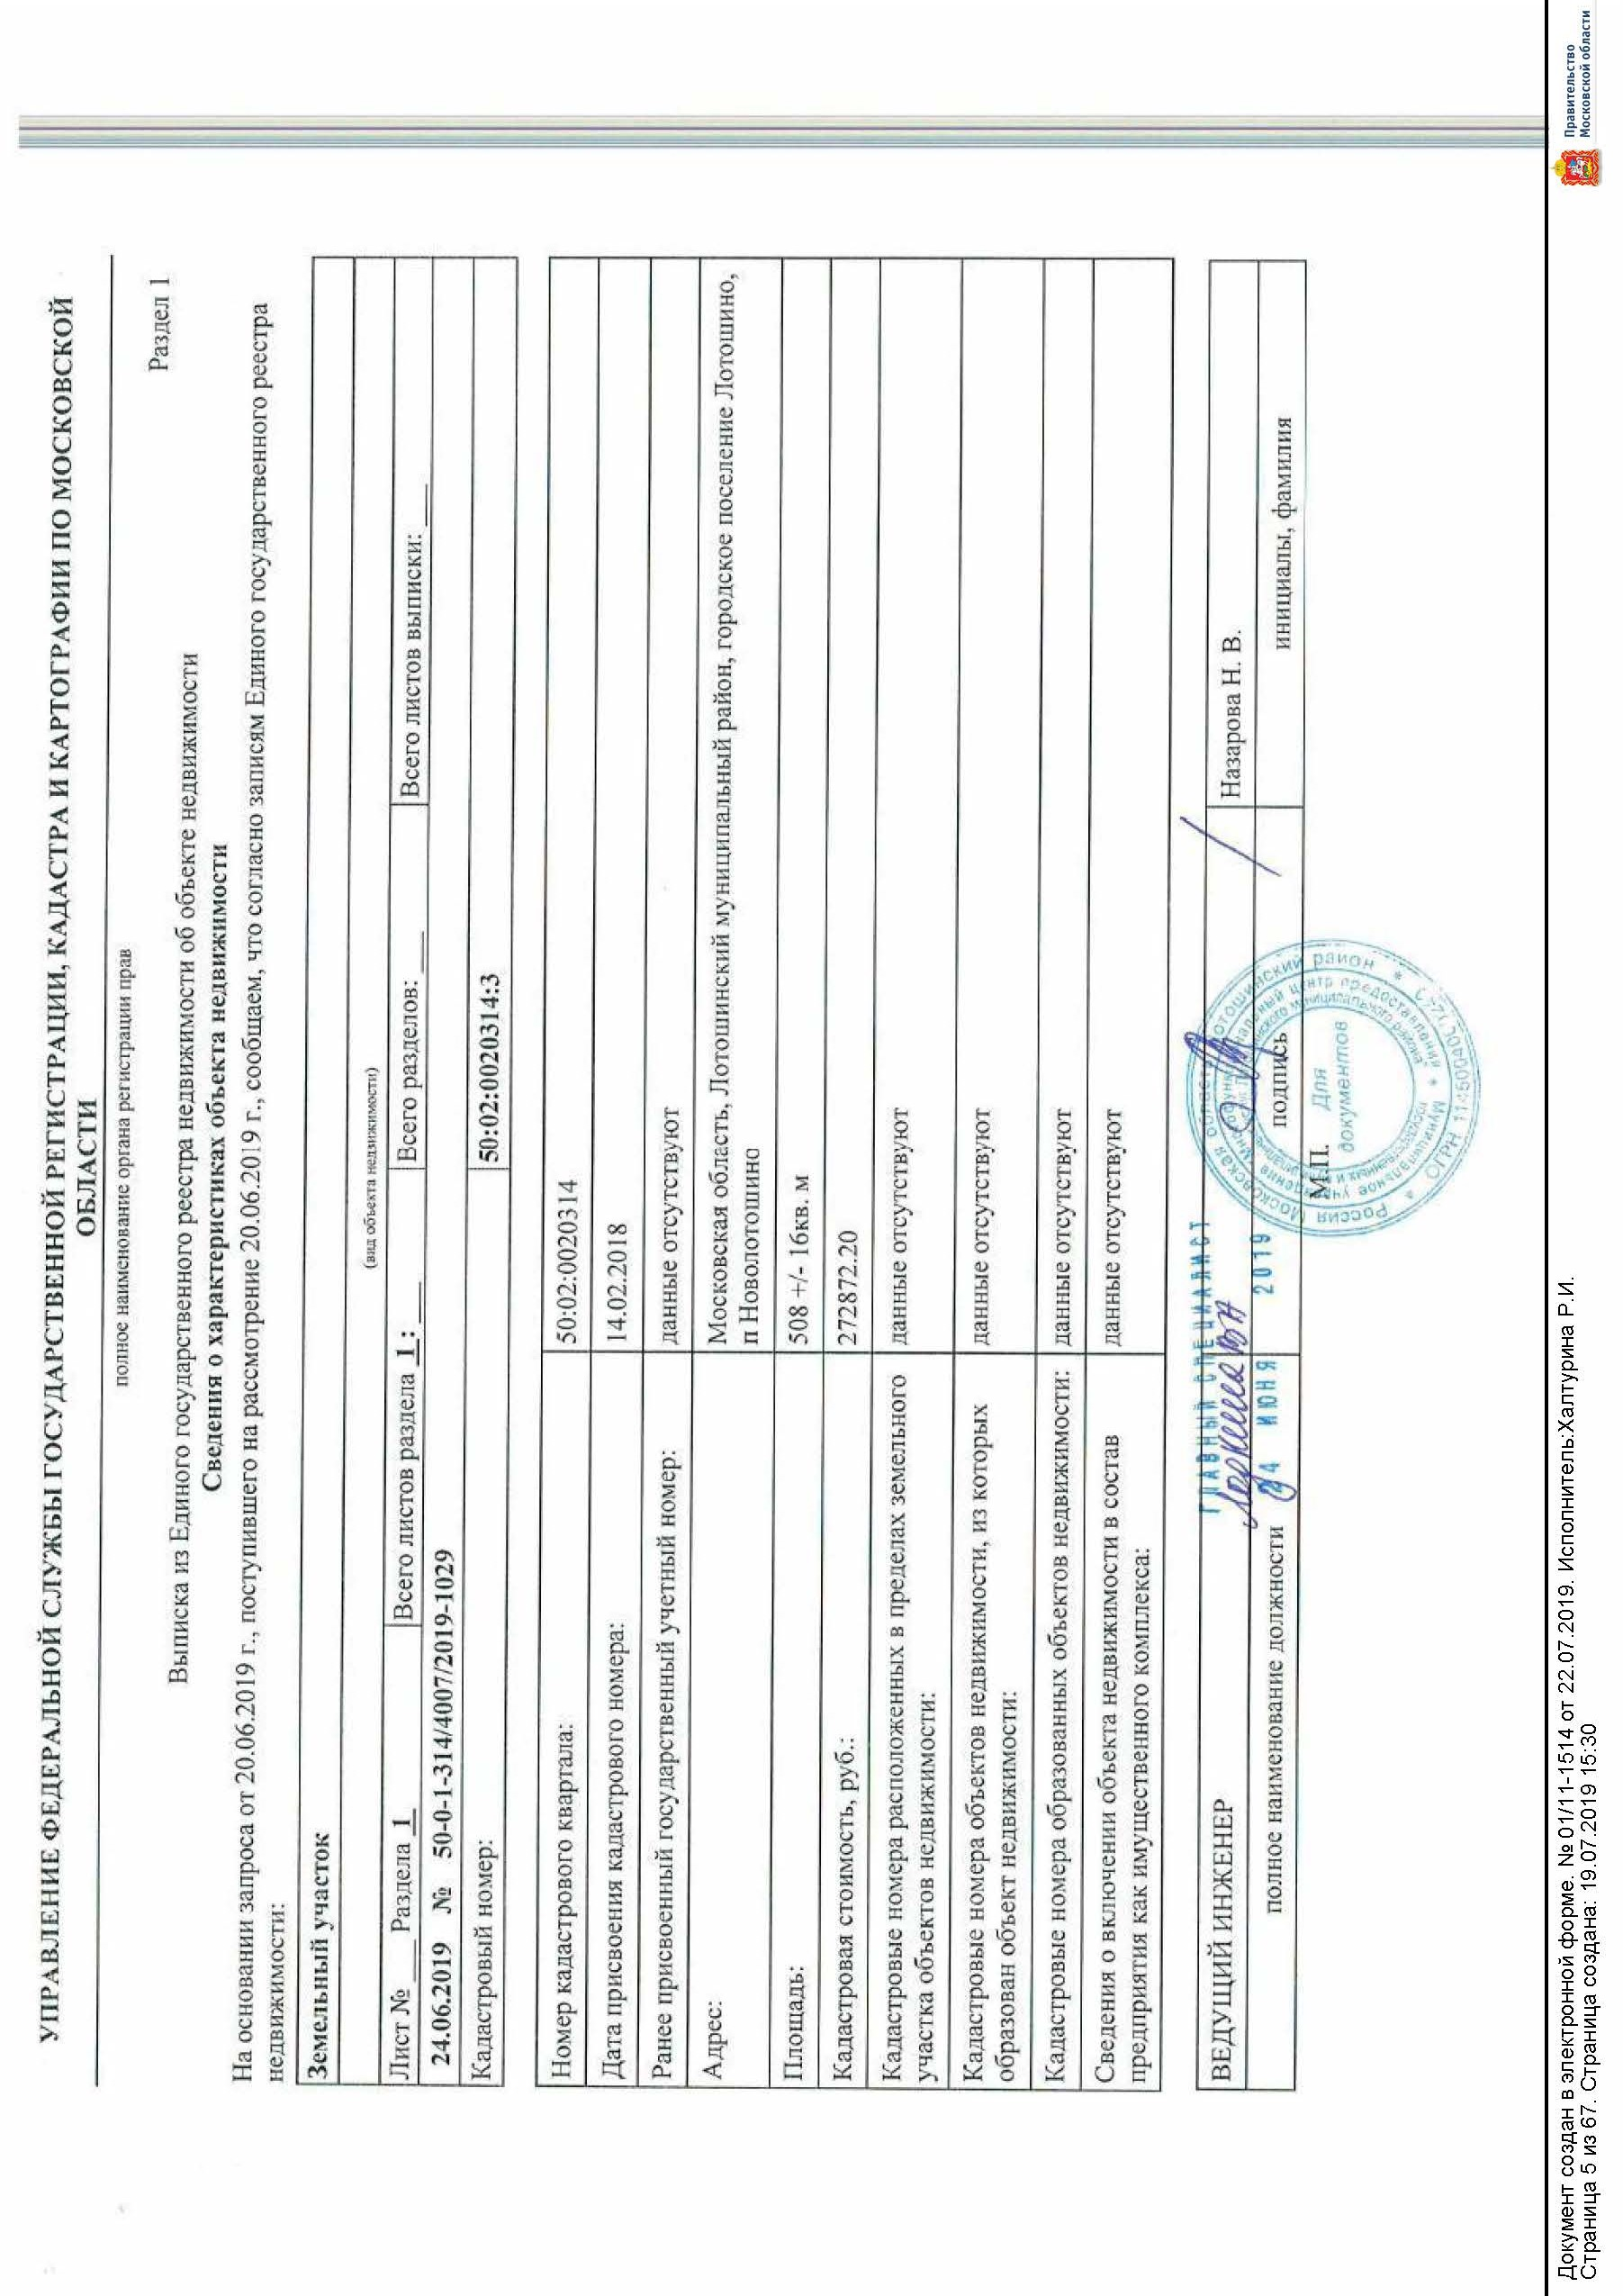 УПРАВЛЕНИЕ ФЕДЕРАЛЬНОЙ СЛУЖБЫ ГОСУДАРСТВЕННОЙ РЕГИСТРАЦИИ, КАДАСТРА И КАРТОГРАФИИ ПО МОСКОВСКОЙ
ОБЛАСТИ
полное наименование органа регистрации прав
Раздел 1
Выписка из Единого государственного реестра недвижимости об объекте недвижимости
Сведения о характеристиках объекта недвижимости
На основании запроса от 20.06.2019 г., поступившего на рассмотрение 20.06.2019 г., сообщаем, что согласно записям Единого государственного реестра
недвижимости:
Земельный участок
(вид объекта недвижимости)
Лист № ___ Раздела 1 Всего листов раздела 1 : ___ Всего разделов: ___ Всего листов выписки: ___
24.06.2019 № 50-0-1-314/4007/2019-1029
Кадастровый номер: 50:02:0020314:3
Номер кадастрового квартала: 50:02:0020314
Дата присвоения кадастрового номера: 14.02.2018
Ранее присвоенный государственный учетный номер: данные отсутствуют
Адрес: Московская область, Лотошинский муниципальный район, городское поселение Лотошино,
п Новолотошино
Площадь: 508 +/- 16кв. м
Кадастровая стоимость, руб.: 272872.20
Кадастровые номера расположенных в пределах земельного данные отсутствуют
участка объектов недвижимости:
Кадастровые номера объектов недвижимости, из которых данные отсутствуют
образован объект недвижимости:
Кадастровые номера образованных объектов недвижимости: данные отсутствуют
Сведения о включении объекта недвижимости в состав данные отсутствуют
предприятия как имущественного комплекса:
ГЛАВНЫЙ СПЕЦИАЛИСТ
ВЕДУЩИЙ ИНЖЕНЕР Назарова Н. В.
24 ИЮНЯ 2019
полное наименование должности подпись инициалы, фамилия
М.П.
Для
документов
Документ создан в электронной форме. № 01/11-1514 от 22.07.2019. Исполнитель:Халтурина Р.И.
Страница 5 из 67. Страница создана: 19.07.2019 15:30
Правительство
Московской области